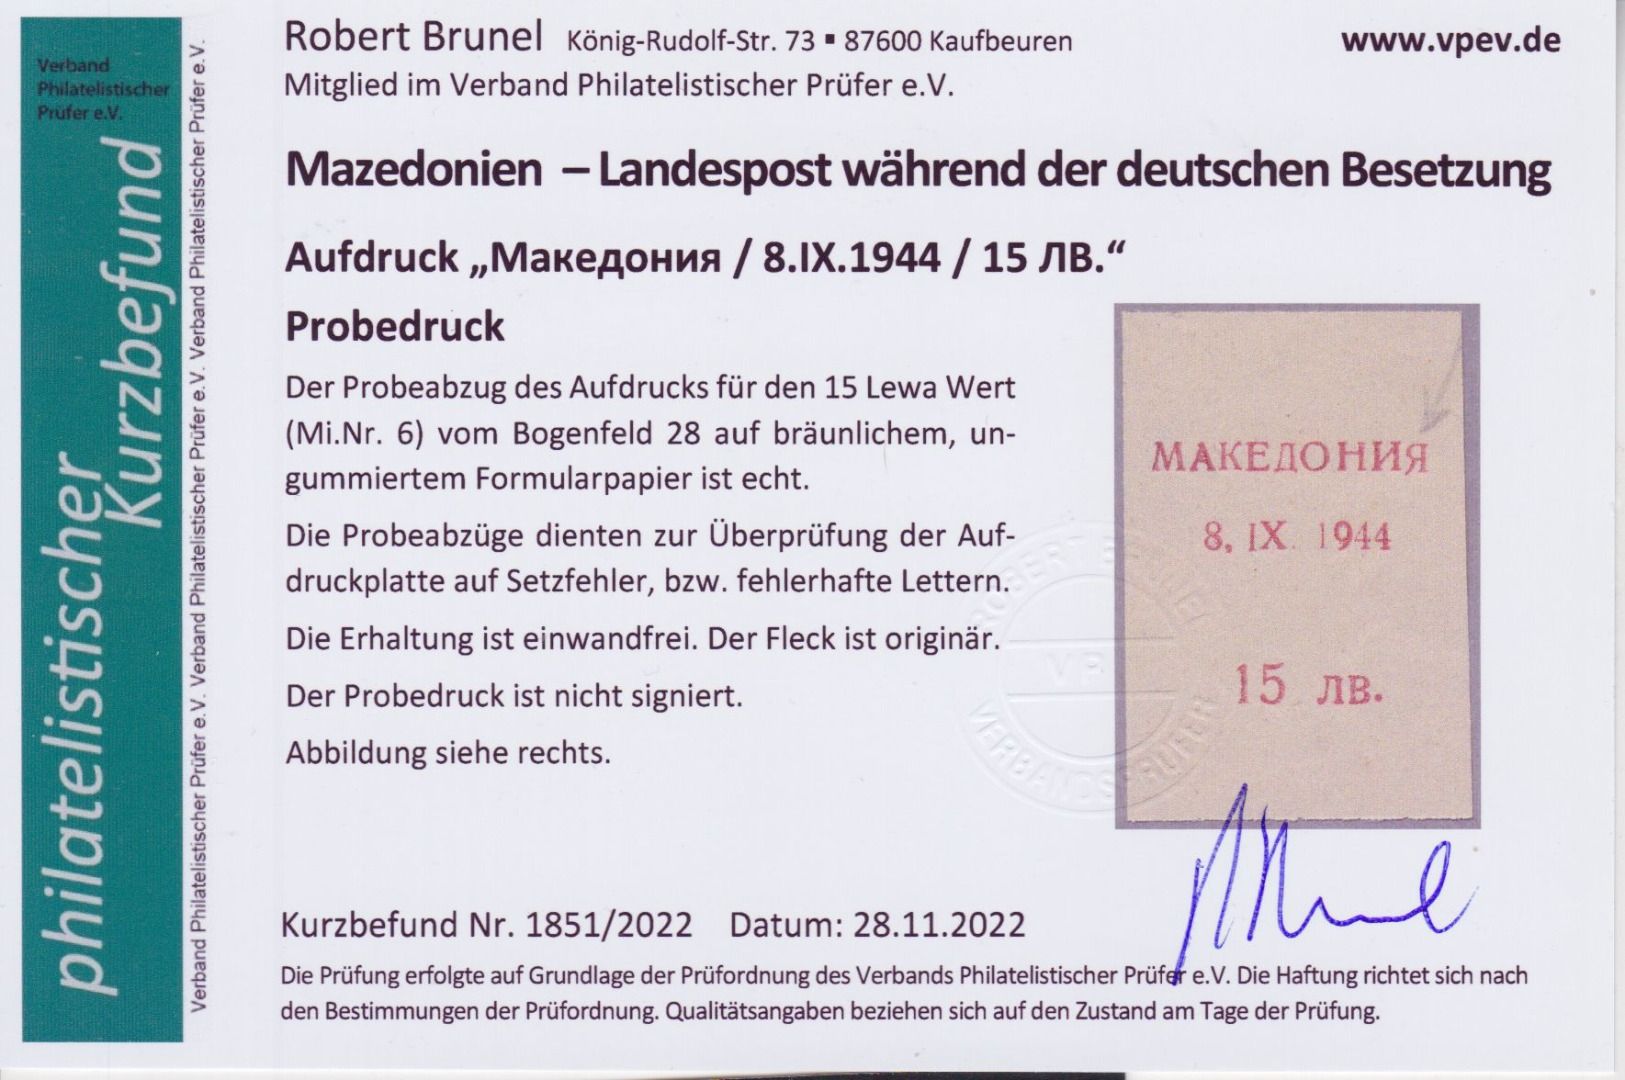 Verband
Philatelistischer
Prüfer e.V.
philatelistischer
Kurzbefund
Verband Philatelistischer Prüfer e.V. Verband Philatelistischer Prüfer e.V. Verband Philatelistischer Prüfer e.V. Verband Philatelistischer Prüfer e.V.
Robert Brunel König-Rudolf-Str. 73 ▪ 87600 Kaufbeuren
www.vpev.de
Mitglied im Verband Philatelistischer Prüfer e.V.
Mazedonien – Landespost während der deutschen Besetzung
Aufdruck „Македония / 8.IX.1944 / 15 ЛВ.“
Probedruck
Der Probeabzug des Aufdrucks für den 15 Lewa Wert
(Mi.Nr. 6) vom Bogenfeld 28 auf bräunlichem, un-
gummiertem Formularpapier ist echt.
Die Probeabzüge dienten zur Überprüfung der Auf-
druckplatte auf Setzfehler, bzw. fehlerhafte Lettern.
Die Erhaltung ist einwandfrei. Der Fleck ist originär.
Der Probedruck ist nicht signiert.
Abbildung siehe rechts.
МАКЕДОНИЯ
8. IX. 1944
15 лв.
ROBERT BRUNEL
VP
VERBANDSPRÜFER
Kurzbefund Nr. 1851/2022 Datum: 28.11.2022
Die Prüfung erfolgte auf Grundlage der Prüfordnung des Verbands Philatelistischer Prüfer e.V. Die Haftung richtet sich nach
den Bestimmungen der Prüfordnung. Qualitätsangaben beziehen sich auf den Zustand am Tage der Prüfung.